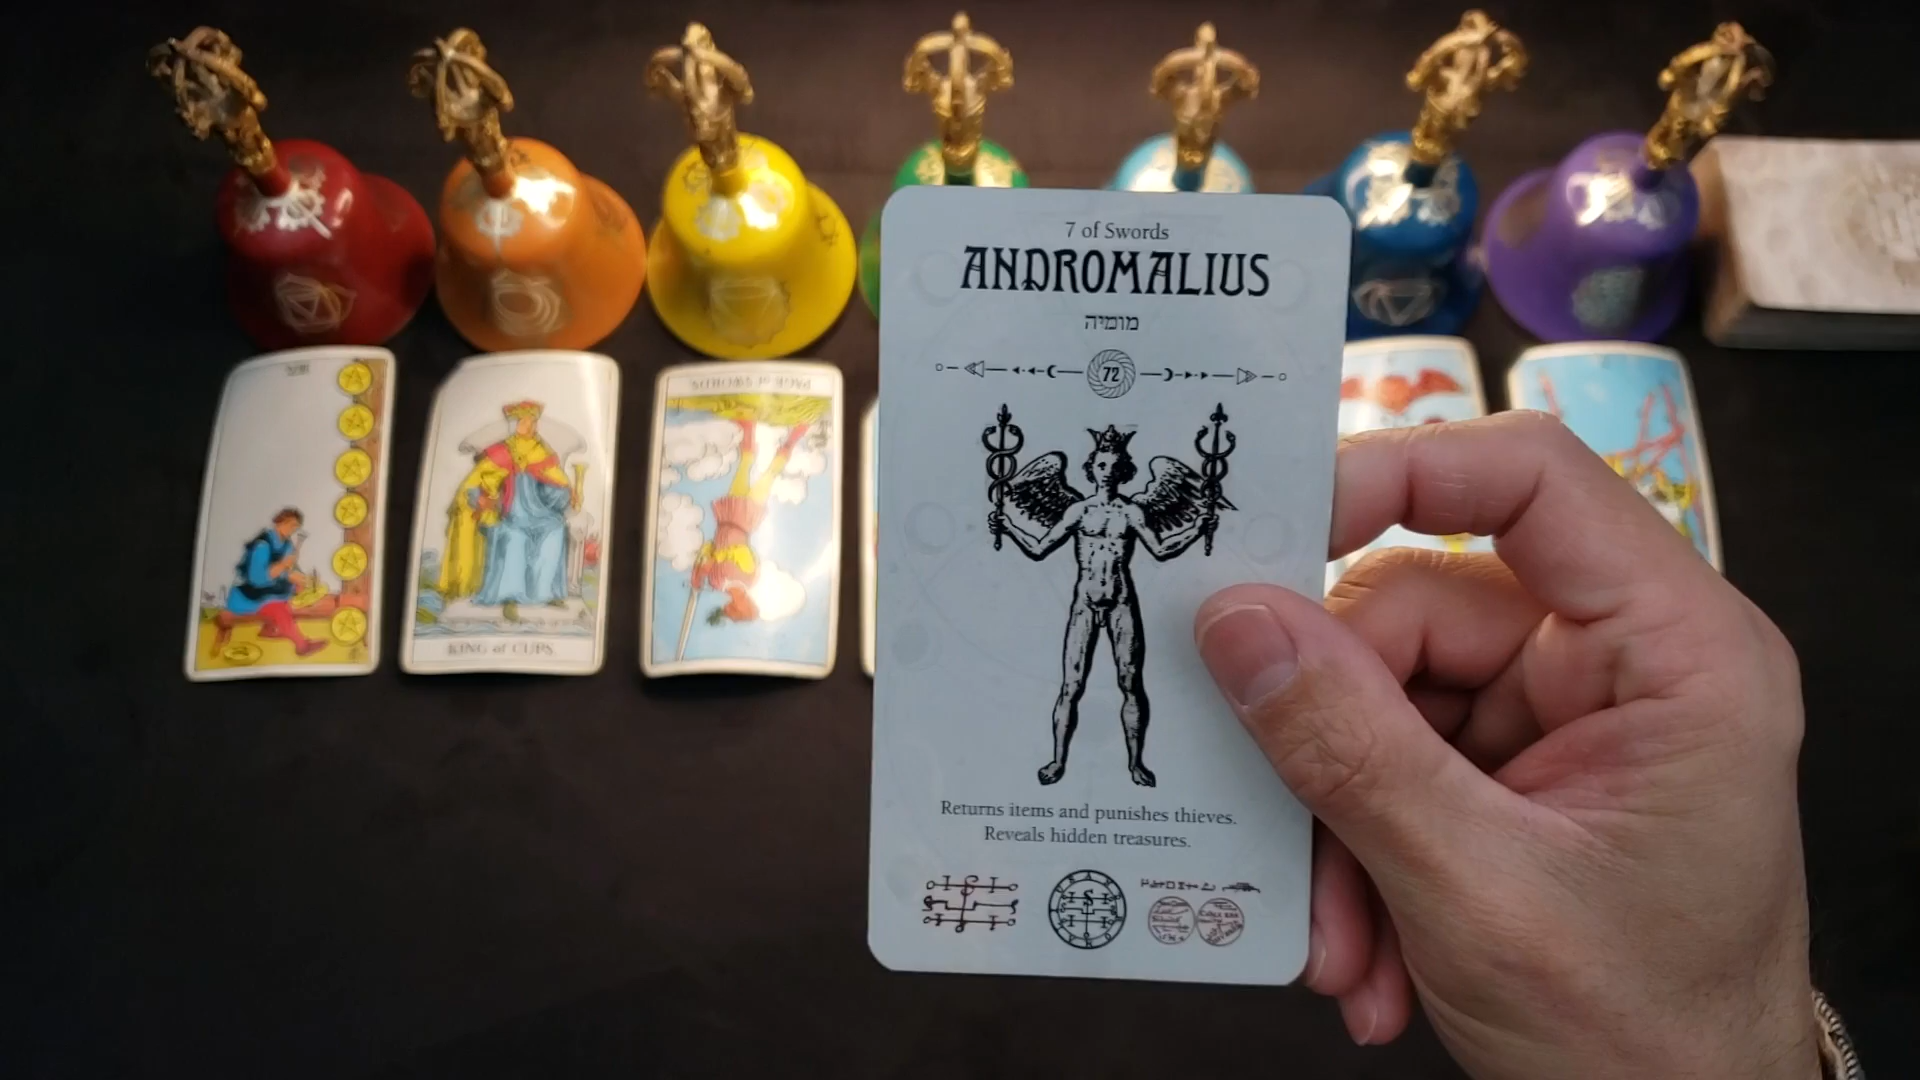 7 of Swords
ANDROMALIUS
מומיה
72
Returns items and punishes thieves.
Reveals hidden treasures.
VIII
KING of CUPS
PAGE of SWORDS